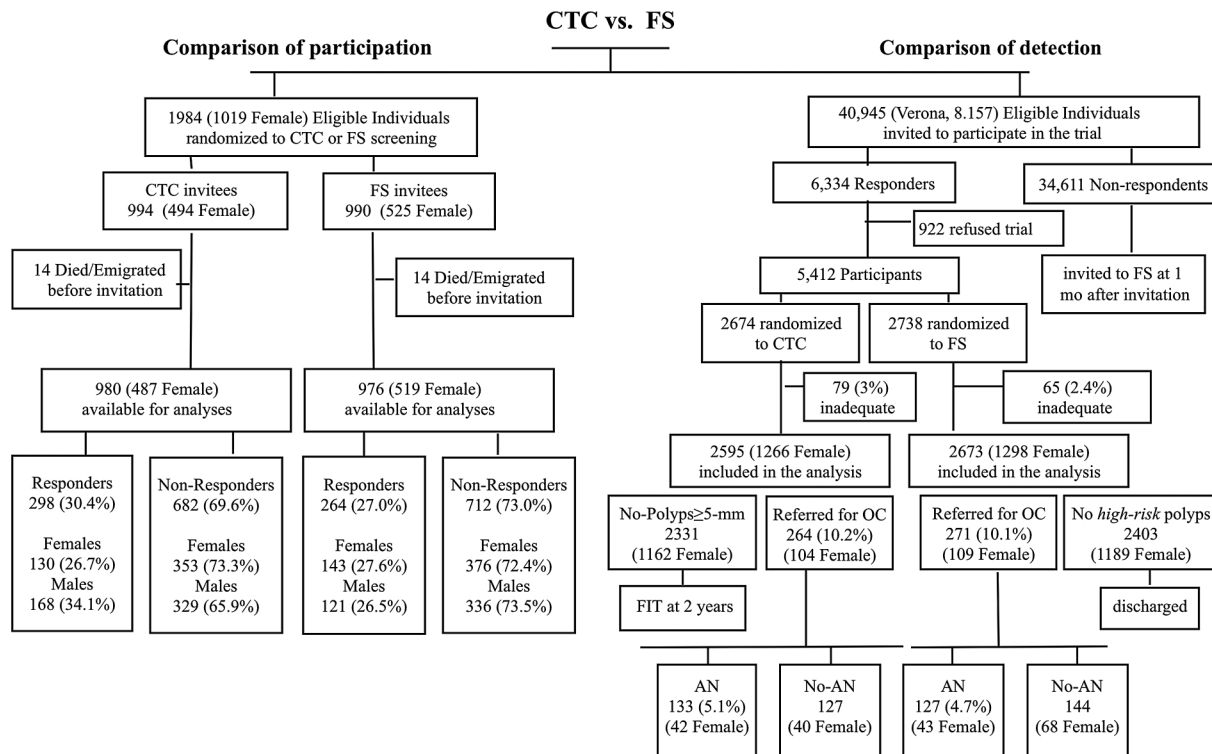 CTC vs. FS
Comparison of participation
1984 (1019 Female) Eligible Individuals
randomized to CTC or FS screening
CTC invitees
994 (494 Female)
FS invitees
990 (525 Female)
14 Died/Emigrated
before invitation
14 Died/Emigrated
before invitation
980 (487 Female)
available for analyses
976 (519 Female)
available for analyses
Responders
298 (30.4%)
Females
130 (26.7%)
Males
168 (34.1%)
Non-Responders
682 (69.6%)
Females
353 (73.3%)
Males
329 (65.9%)
Responders
264 (27.0%)
Females
143 (27.6%)
Males
121 (26.5%)
Non-Responders
712 (73.0%)
Females
376 (72.4%)
Males
336 (73.5%)
Comparison of detection
40,945 (Verona, 8.157) Eligible Individuals
invited to participate in the trial
6,334 Responders
34,611 Non-respondents
922 refused trial
invited to FS at 1
mo after invitation
5,412 Participants
2674 randomized
to CTC
2738 randomized
to FS
79 (3%)
inadequate
65 (2.4%)
inadequate
2595 (1266 Female)
included in the analysis
2673 (1298 Female)
included in the analysis
No-Polyps≥5-mm
2331
(1162 Female)
Referred for OC
264 (10.2%)
(104 Female)
Referred for OC
271 (10.1%)
(109 Female)
No high-risk polyps
2403
(1189 Female)
FIT at 2 years
discharged
AN
133 (5.1%)
(42 Female)
No-AN
127
(40 Female)
AN
127 (4.7%)
(43 Female)
No-AN
144
(68 Female)